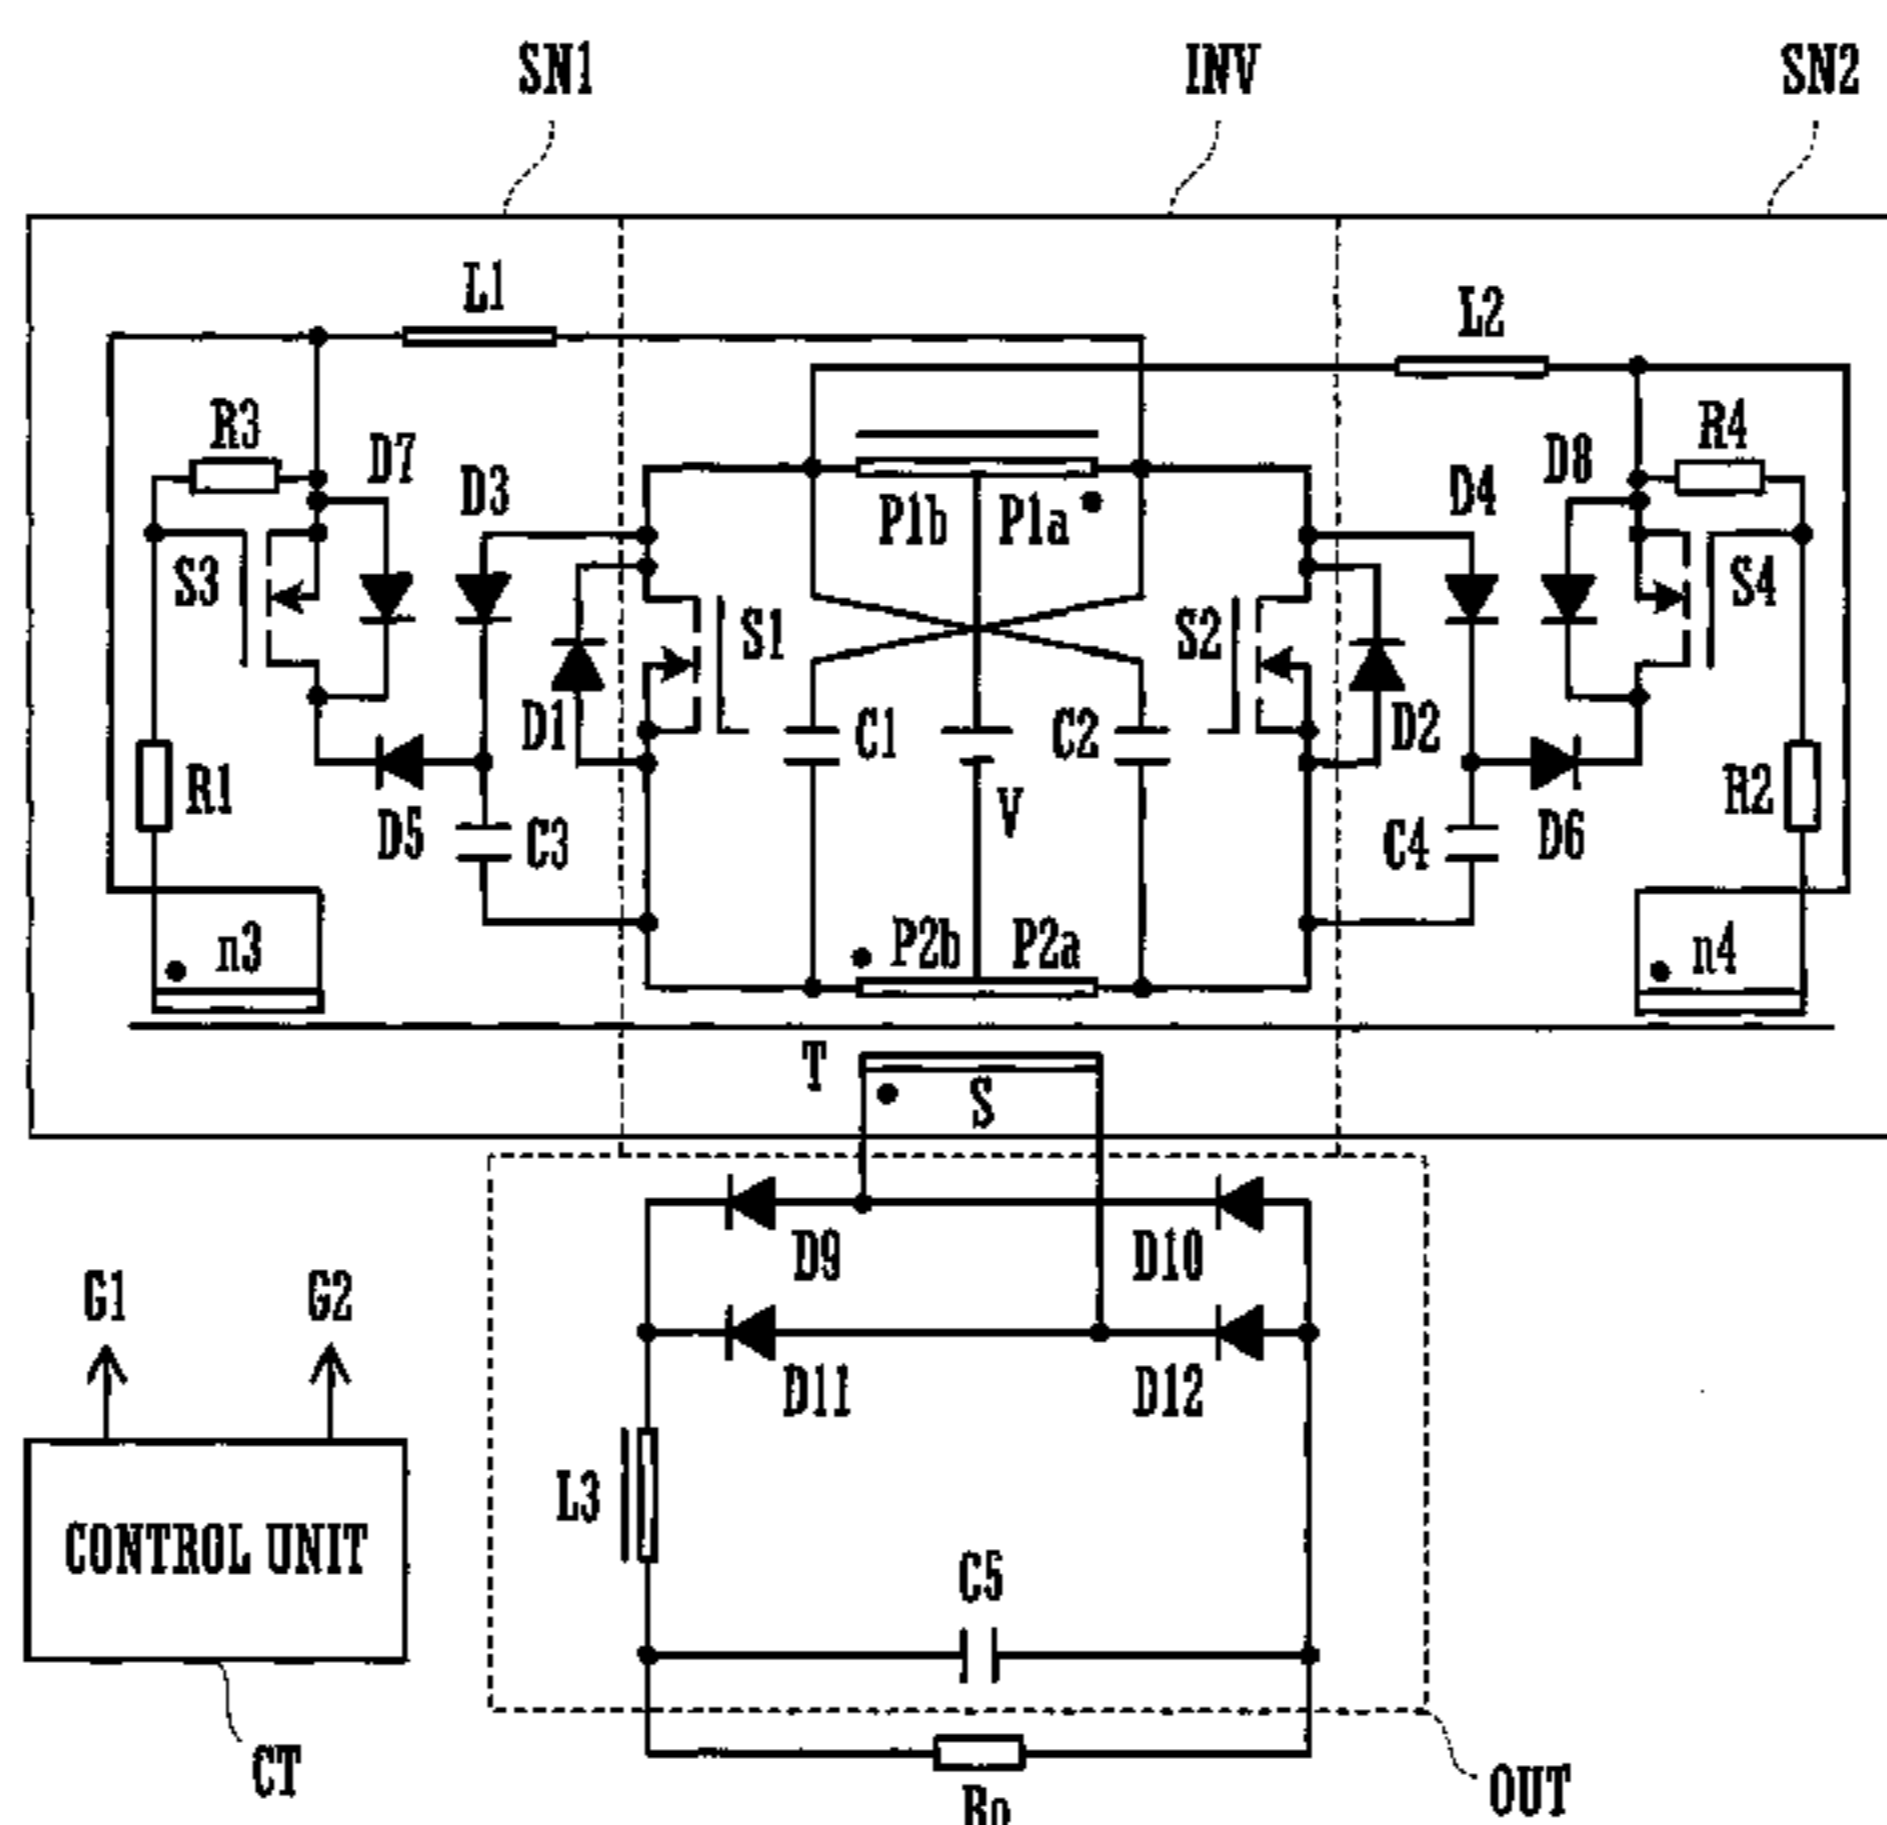 SN1 INV SN2
L1 L2
R3 D7 D3 P1b P1a D4 D8 R4
S3 S1 S2 S4
D1 C1 C2 D2
R1 D5 C3 V C4 D6 R2
n3 P2b P2a n4
T S
D9 D10
G1 G2
D11 D12
L3
CONTROL UNIT
C5
CT OUT
Ro